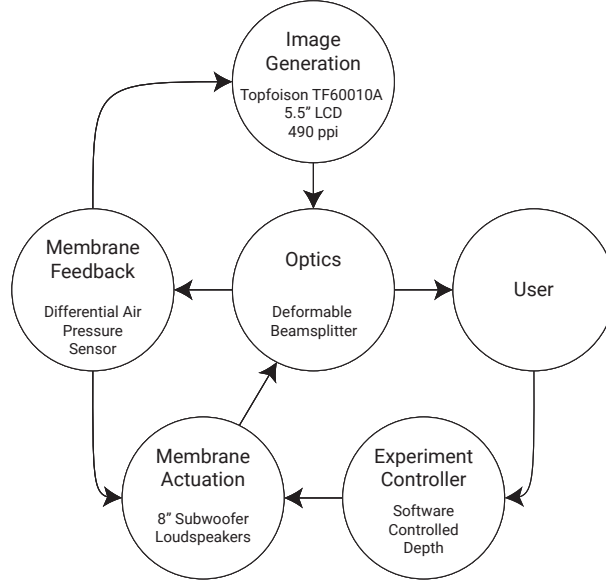 Image
Generation
Topfoison TF60010A
5.5” LCD
490 ppi
Membrane
Feedback
Differential Air
Pressure
Sensor
Optics
Deformable
Beamsplitter
User
Membrane
Actuation
8” Subwoofer
Loudspeakers
Experiment
Controller
Software
Controlled
Depth